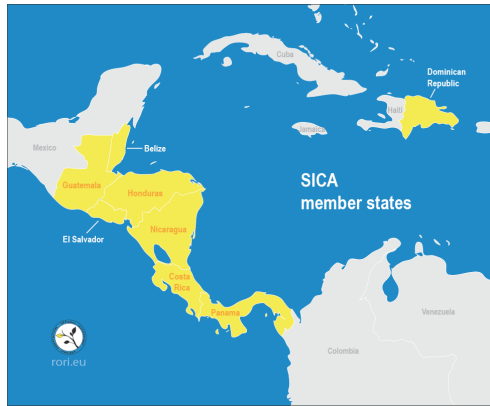 Cuba
Dominican
Republic
Haiti
Jamaica
Mexico
Belize
Guatemala
Honduras
SICA
member states
Nicaragua
El Salvador
Costa
Rica
Panama
Venezuela
Colombia
rori.eu